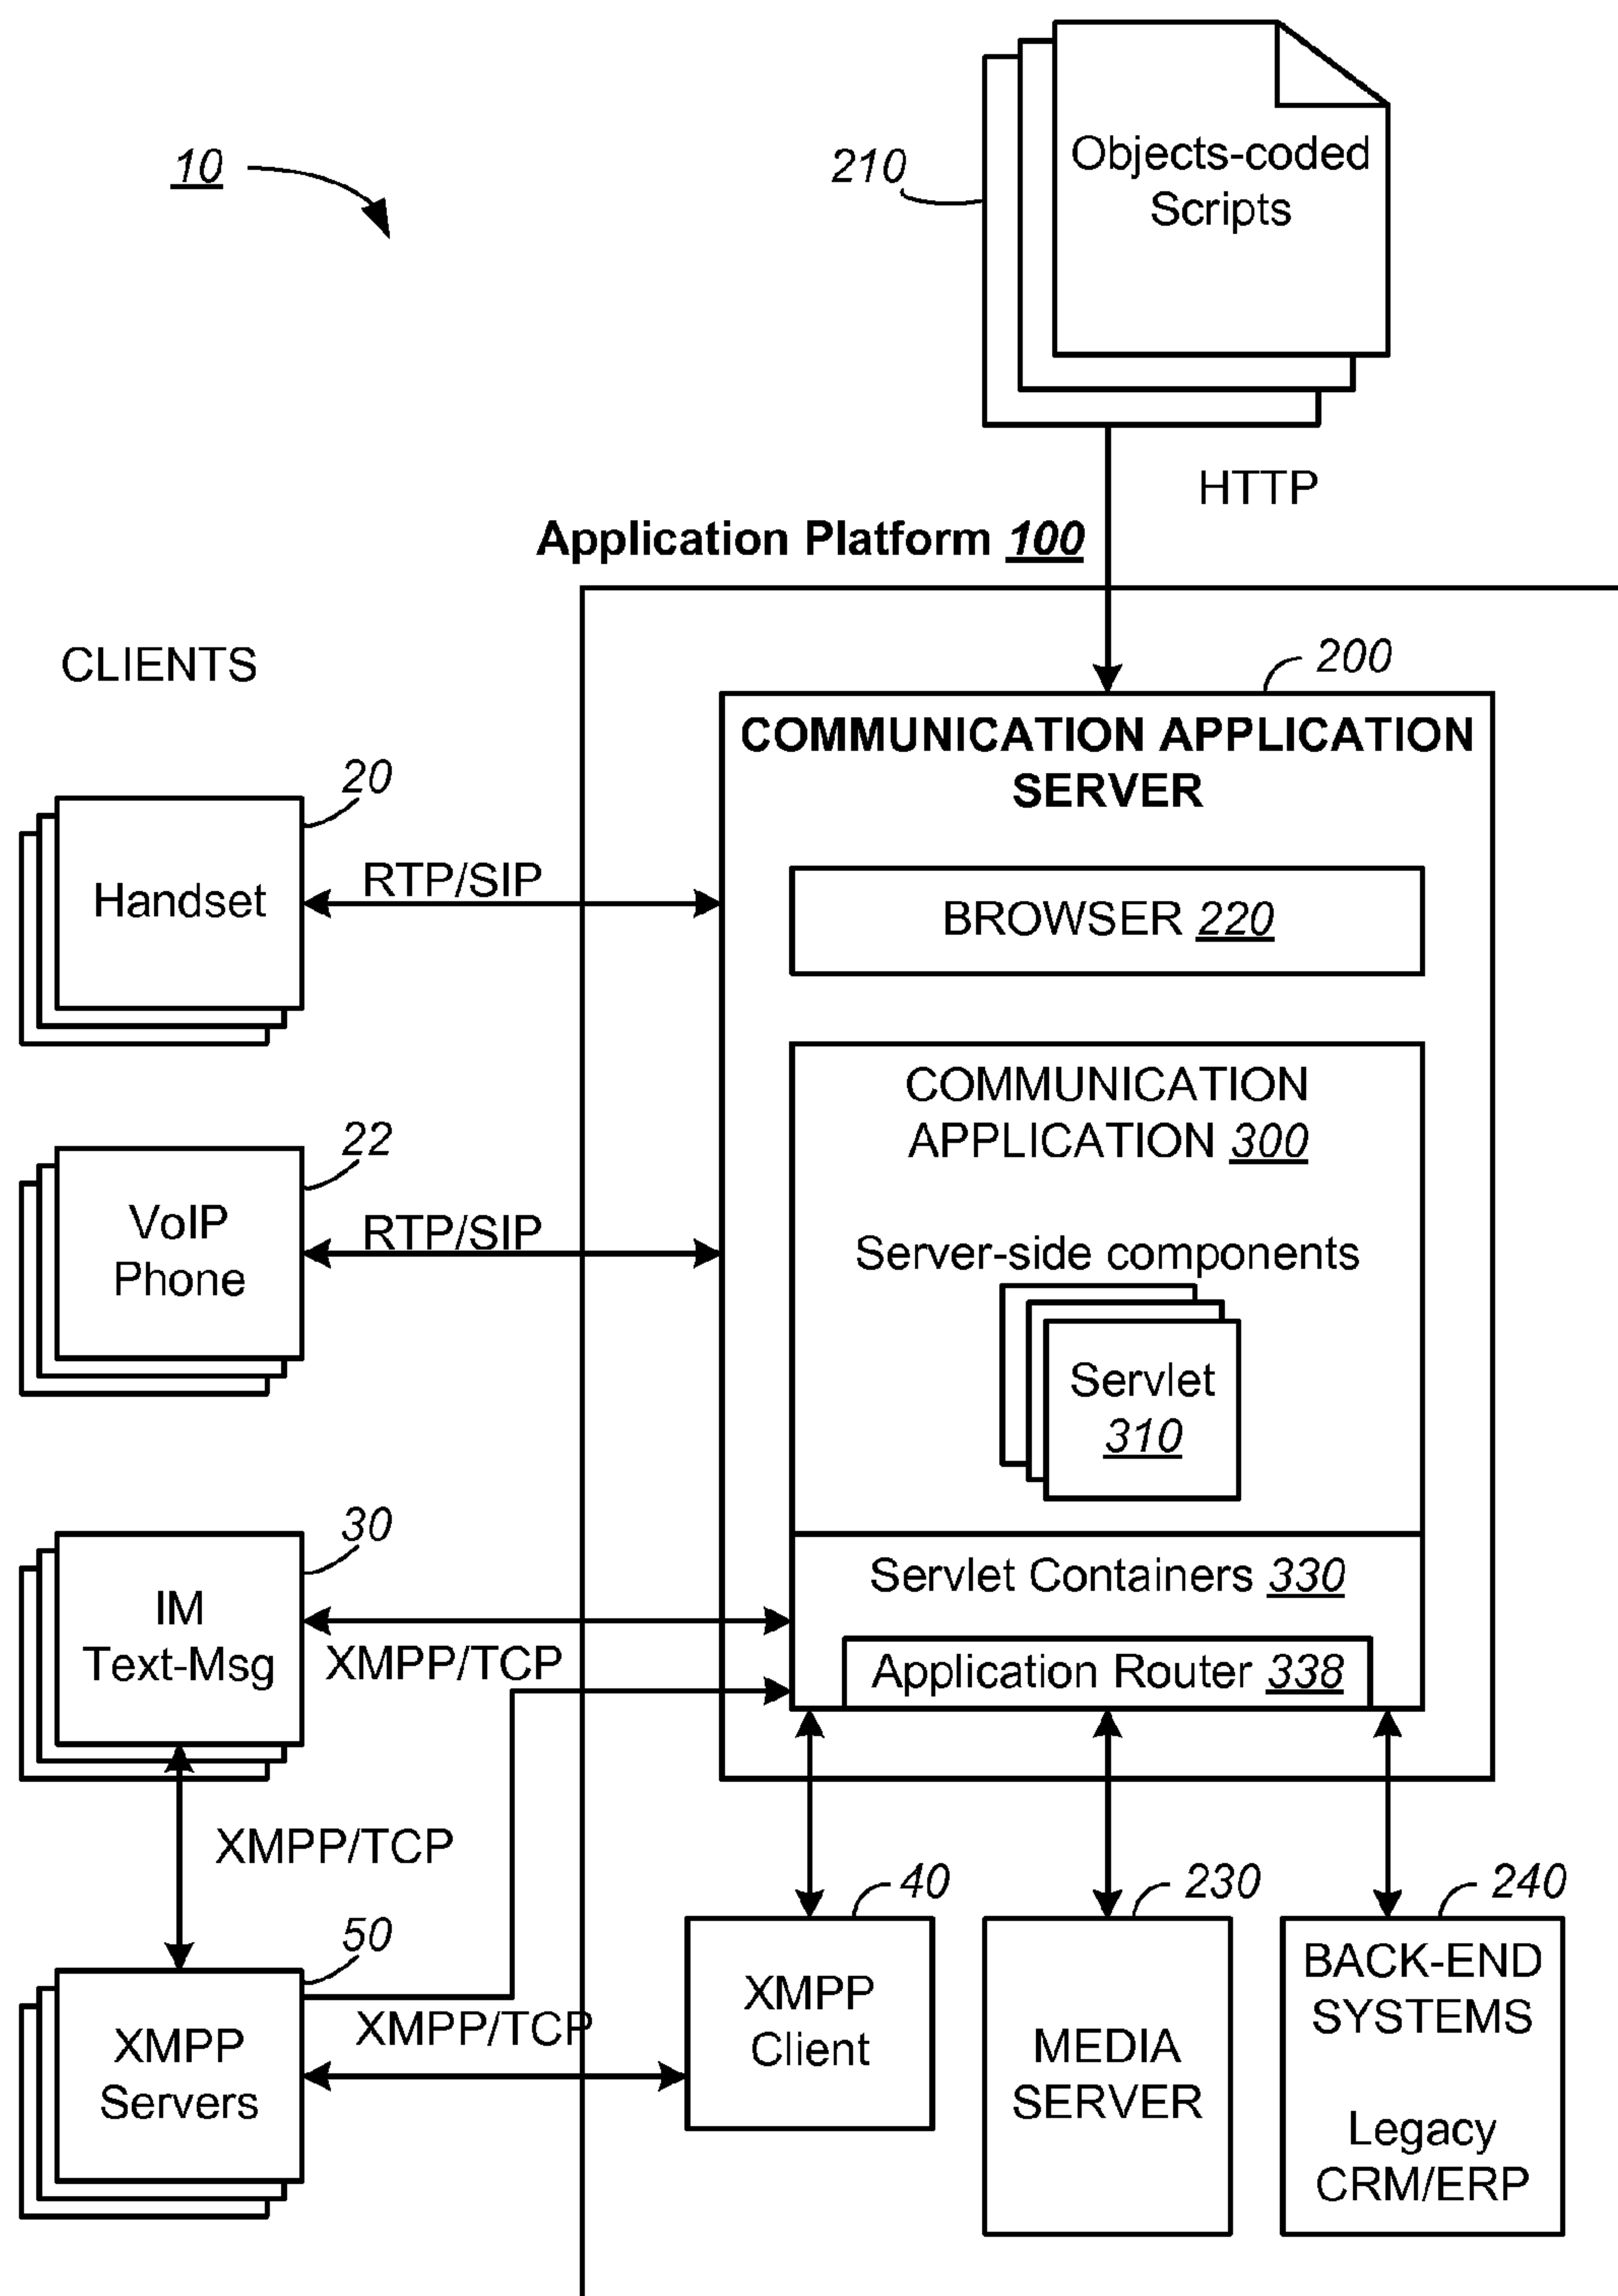 10
210
Objects-coded
Scripts
HTTP
Application Platform 100
CLIENTS
200
COMMUNICATION APPLICATION
SERVER
20
Handset
RTP/SIP
BROWSER 220
COMMUNICATION
APPLICATION 300
22
VoIP
Phone
RTP/SIP
Server-side components
Servlet
310
30
IM
Text-Msg
XMPP/TCP
Servlet Containers 330
Application Router 338
XMPP/TCP
50
XMPP
Servers
XMPP/TCP
40
XMPP
Client
230
MEDIA
SERVER
240
BACK-END
SYSTEMS
Legacy
CRM/ERP